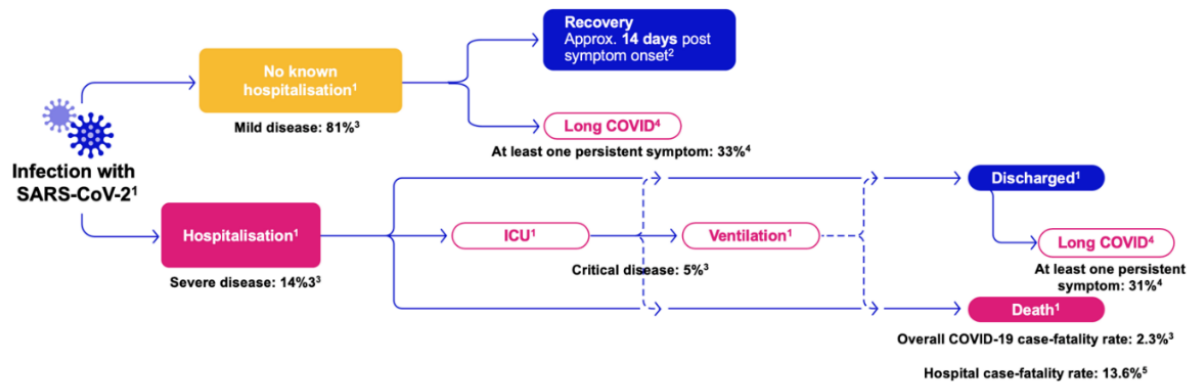 Recovery
Approx. 14 days post
symptom onset²
No known
hospitalisation¹
Mild disease: 81%³
Long COVID⁴
At least one persistent symptom: 33%⁴
Infection with
SARS-CoV-2¹
Hospitalisation¹
Severe disease: 14%3³
ICU¹
Ventilation¹
Critical disease: 5%³
Discharged¹
Long COVID⁴
At least one persistent
symptom: 31%⁴
Death¹
Overall COVID-19 case-fatality rate: 2.3%³
Hospital case-fatality rate: 13.6%⁵